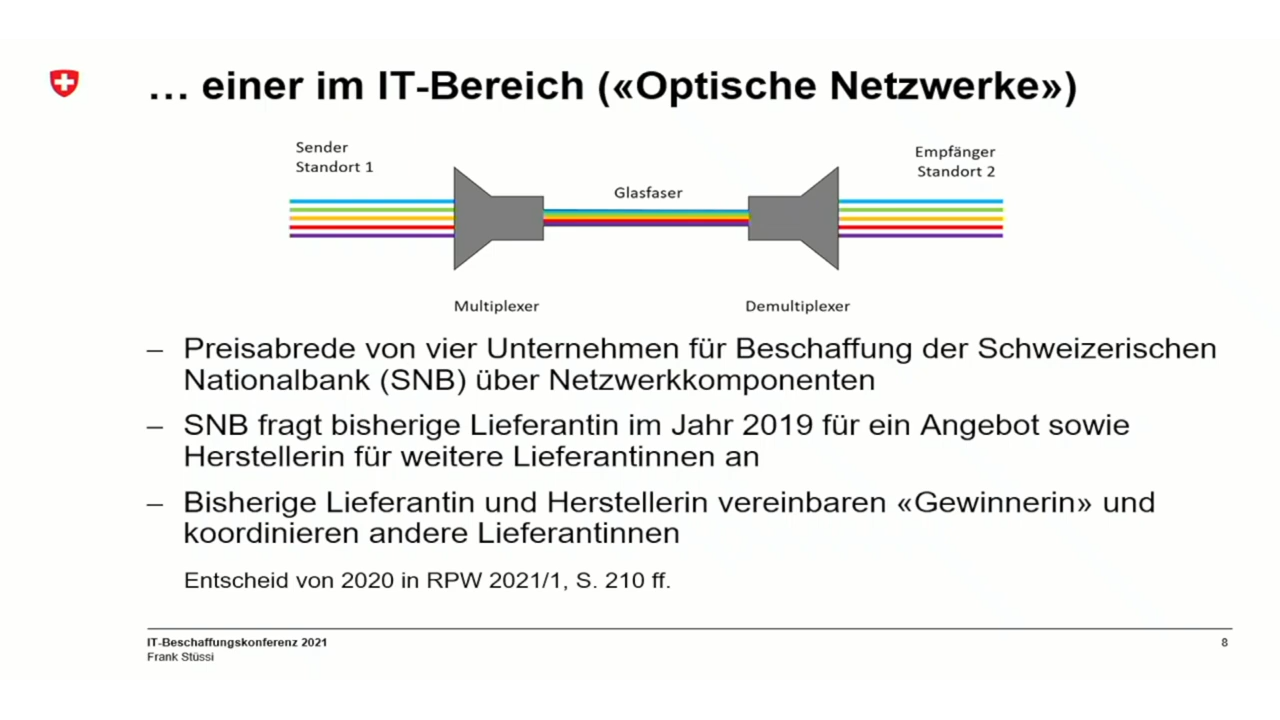 … einer im IT-Bereich («Optische Netzwerke»)
Sender
Standort 1
Empfänger
Standort 2
Glasfaser
Multiplexer
Demultiplexer
– Preisabrede von vier Unternehmen für Beschaffung der Schweizerischen
Nationalbank (SNB) über Netzwerkkomponenten
– SNB fragt bisherige Lieferantin im Jahr 2019 für ein Angebot sowie
Herstellerin für weitere Lieferantinnen an
– Bisherige Lieferantin und Herstellerin vereinbaren «Gewinnerin» und
koordinieren andere Lieferantinnen
Entscheid von 2020 in RPW 2021/1, S. 210 ff.
IT-Beschaffungskonferenz 2021
Frank Stüssi
8